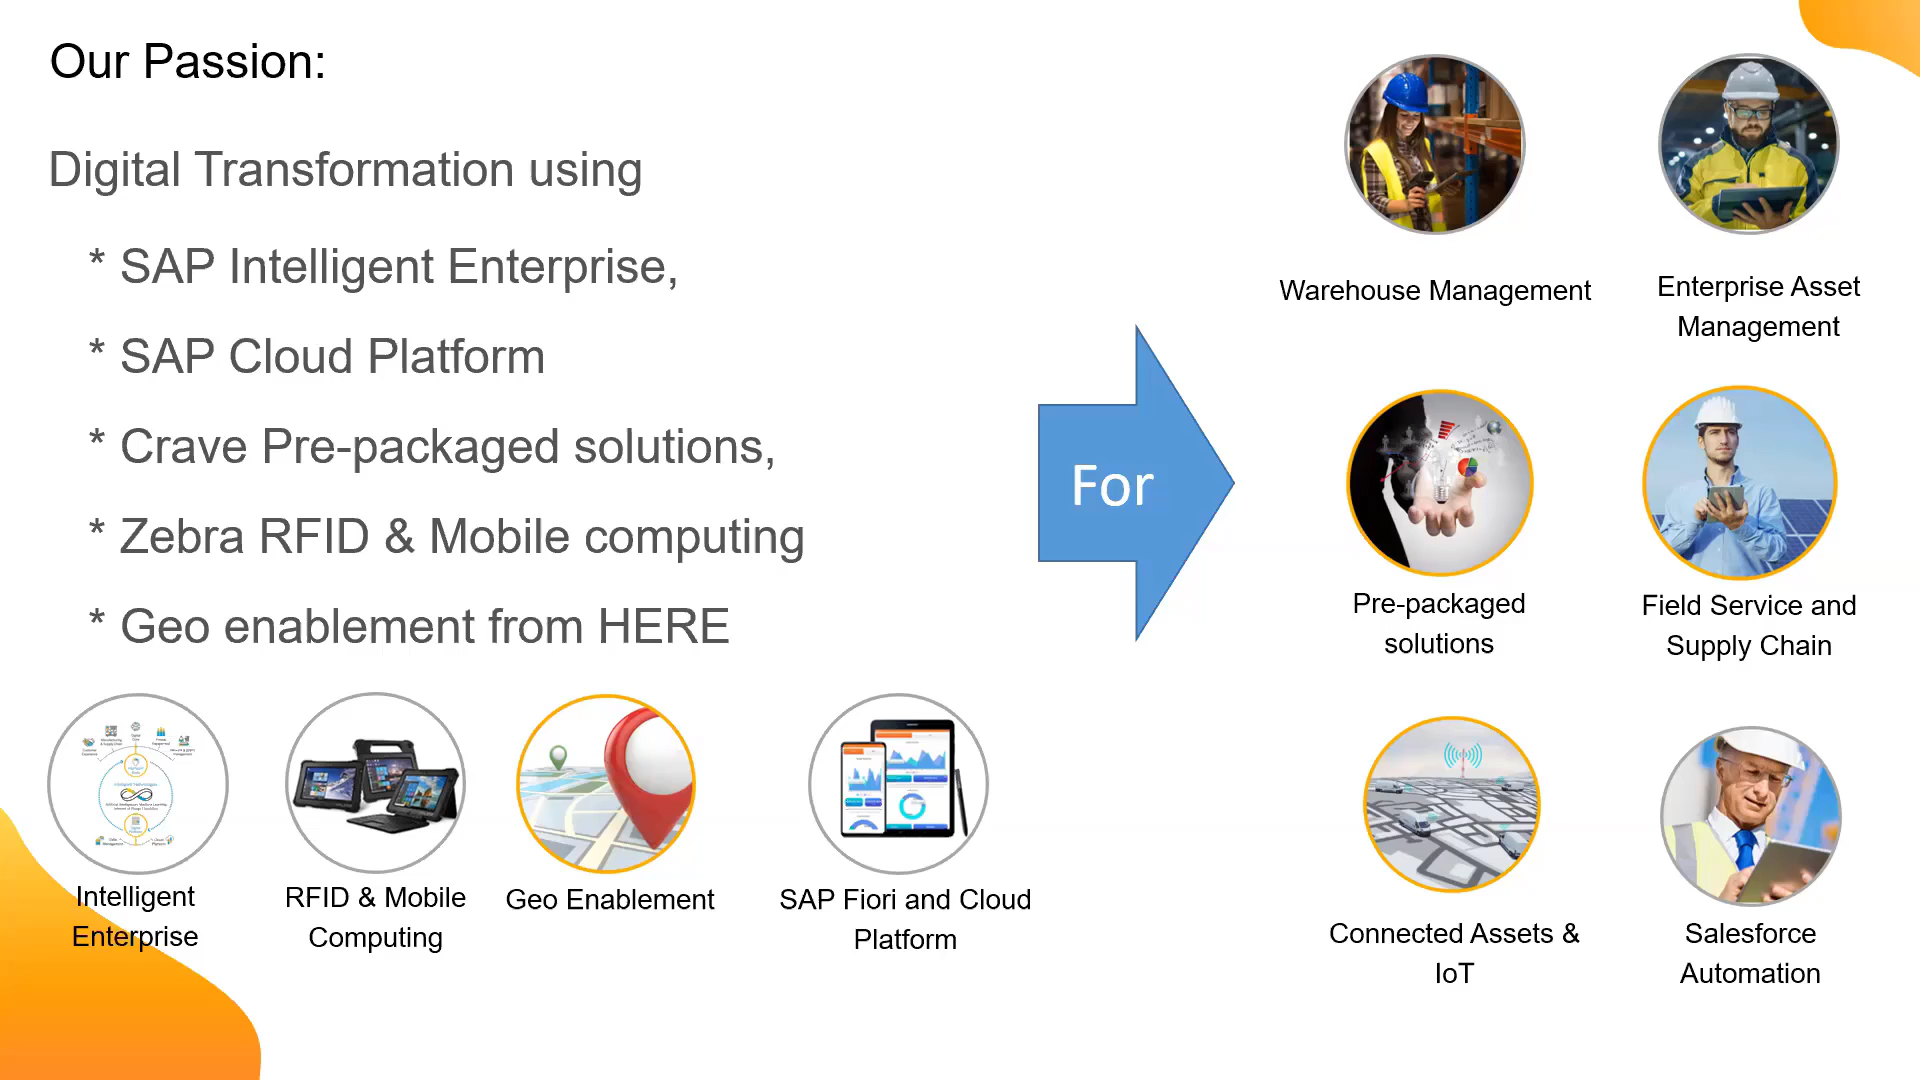 Our Passion:
Digital Transformation using
* SAP Intelligent Enterprise,
* SAP Cloud Platform
* Crave Pre-packaged solutions,
* Zebra RFID & Mobile computing
* Geo enablement from HERE
For
Intelligent
Enterprise
RFID & Mobile
Computing
Geo Enablement
SAP Fiori and Cloud
Platform
Warehouse Management
Enterprise Asset
Management
Pre-packaged
solutions
Field Service and
Supply Chain
Connected Assets &
IoT
Salesforce
Automation